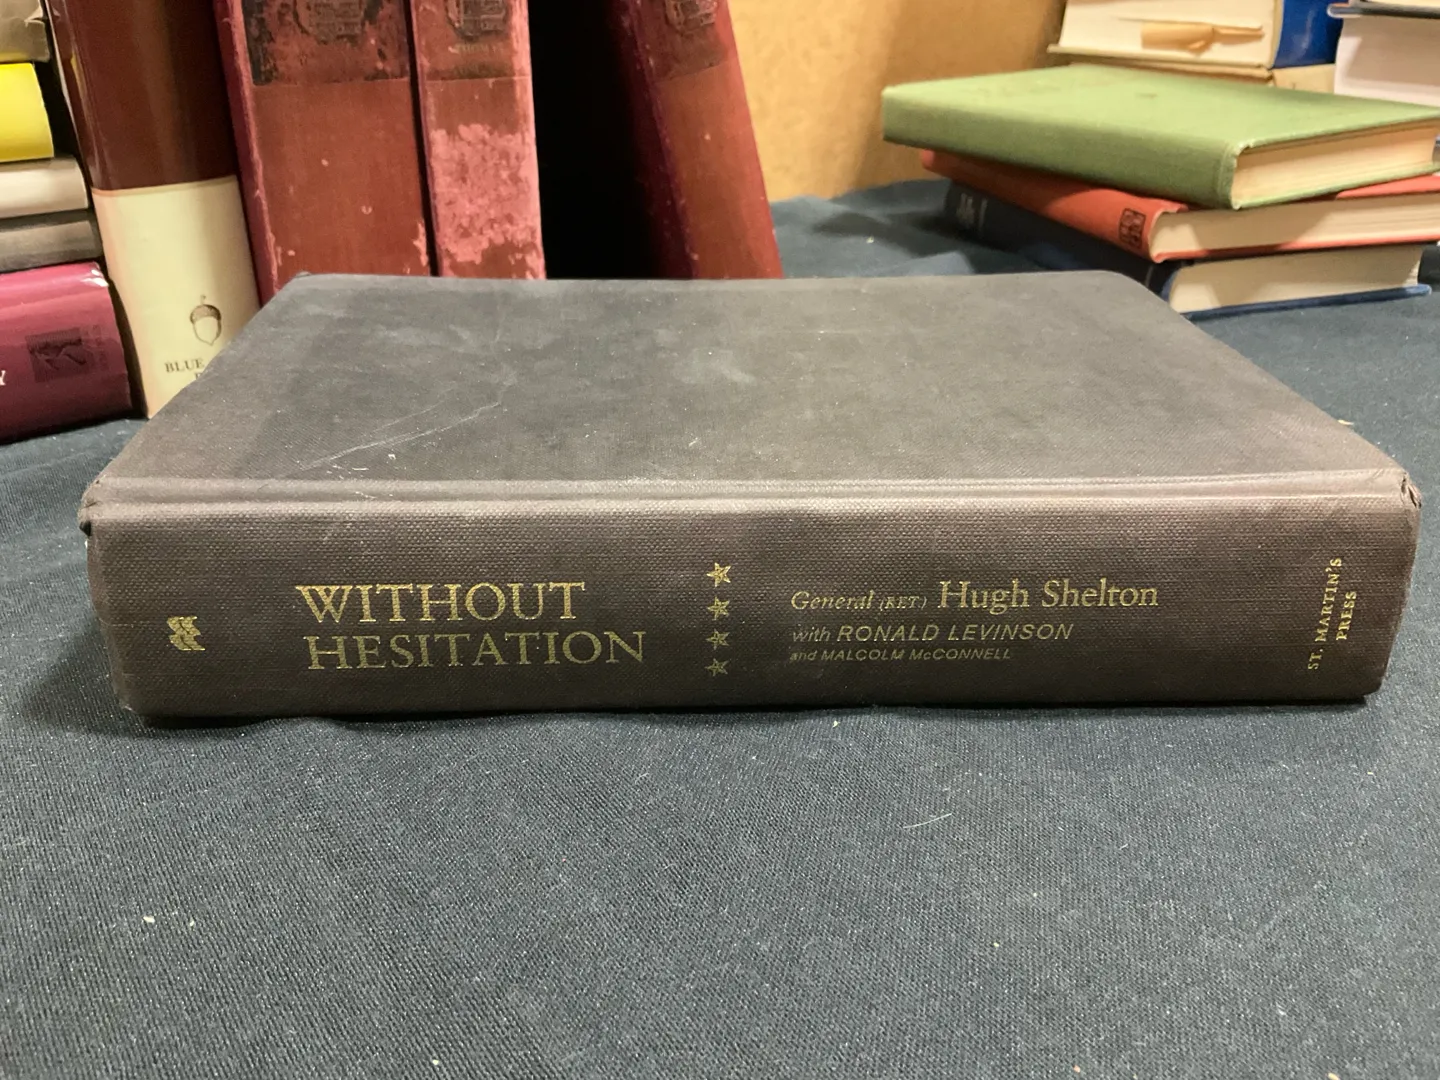 WITHOUT
HESITATION
General (RET) Hugh Shelton
with RONALD LEVINSON
and MALCOLM McCONNELL
ST. MARTIN'S
PRESS
BLUE
Y